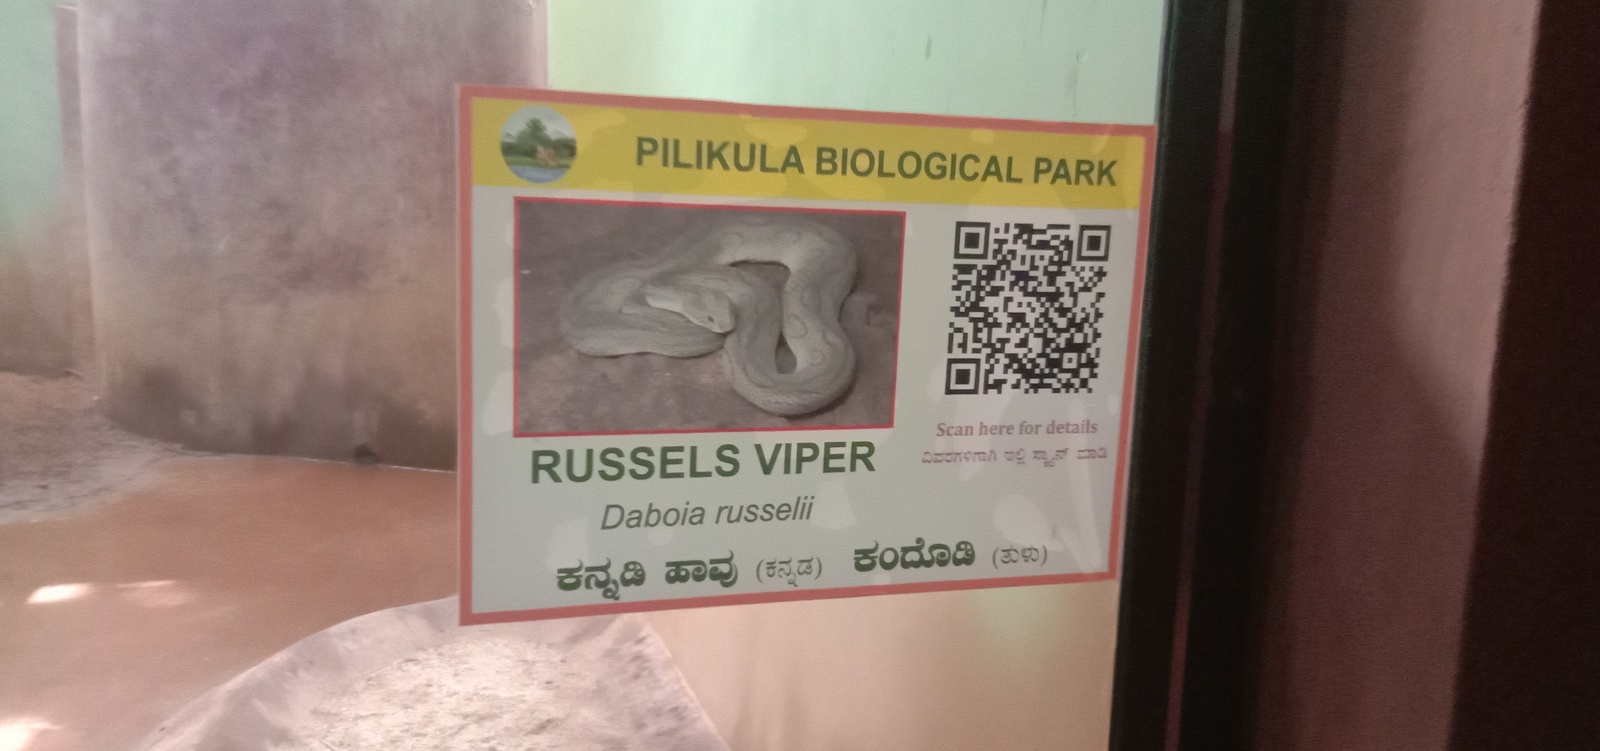 PILIKULA BIOLOGICAL PARK
Scan here for details
ವಿವರಗಳಿಗಾಗಿ ಇಲ್ಲಿ ಸ್ಕ್ಯಾನ್ ಮಾಡಿ
RUSSELS VIPER
Daboia russelii
ಕನ್ನಡಿ ಹಾವು (ಕನ್ನಡ) ಕಂದೊಡಿ (ತುಳು)